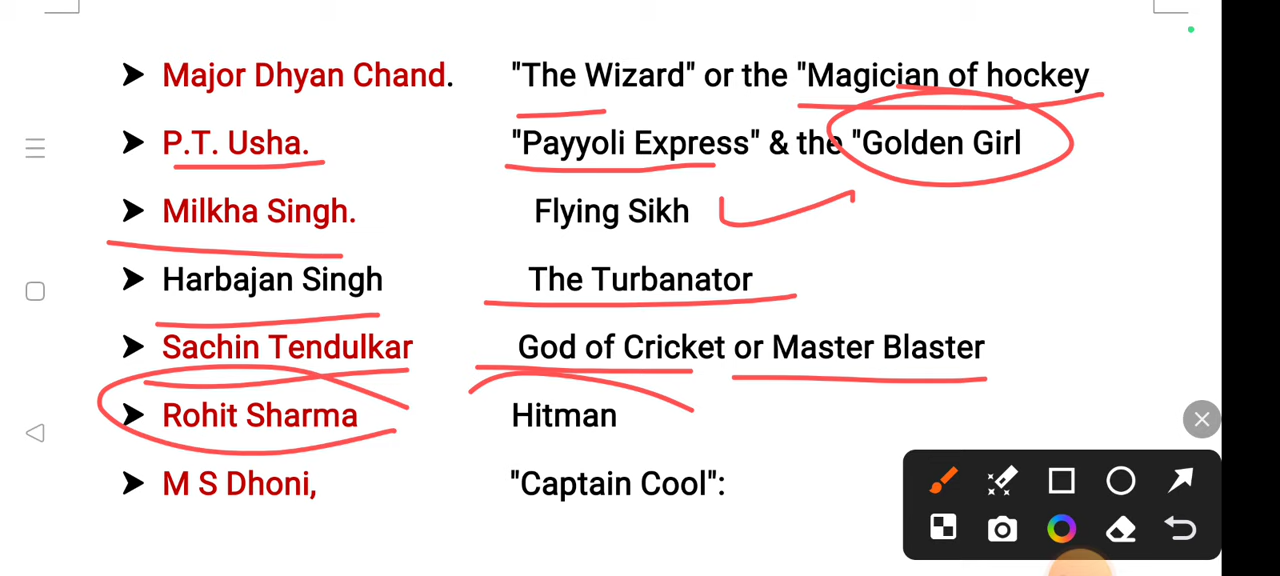 ➤ Major Dhyan Chand. "The Wizard" or the "Magician of hockey
➤ P.T. Usha. "Payyoli Express" & the "Golden Girl
➤ Milkha Singh. Flying Sikh
➤ Harbajan Singh The Turbanator
➤ Sachin Tendulkar God of Cricket or Master Blaster
➤ Rohit Sharma Hitman
➤ M S Dhoni, "Captain Cool":